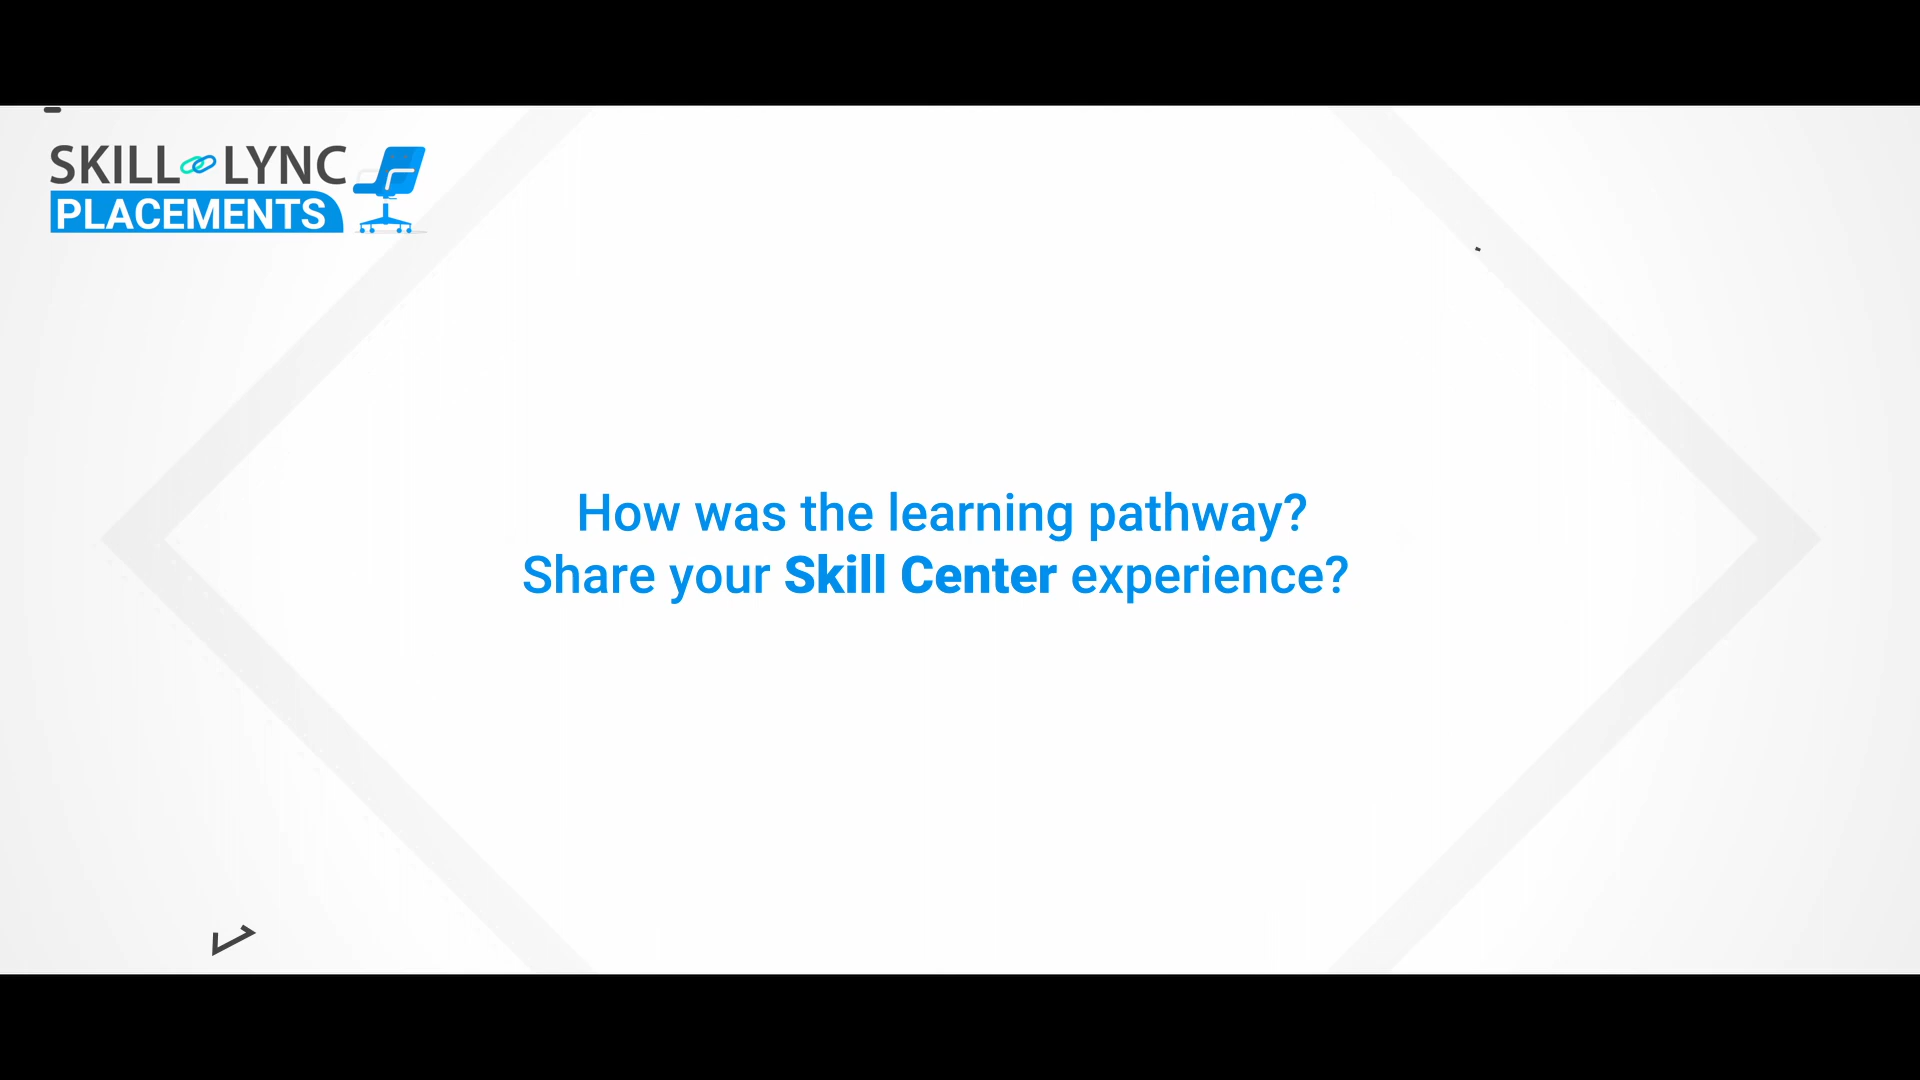 SKILL LYNC
PLACEMENTS
How was the learning pathway?
Share your Skill Center experience?